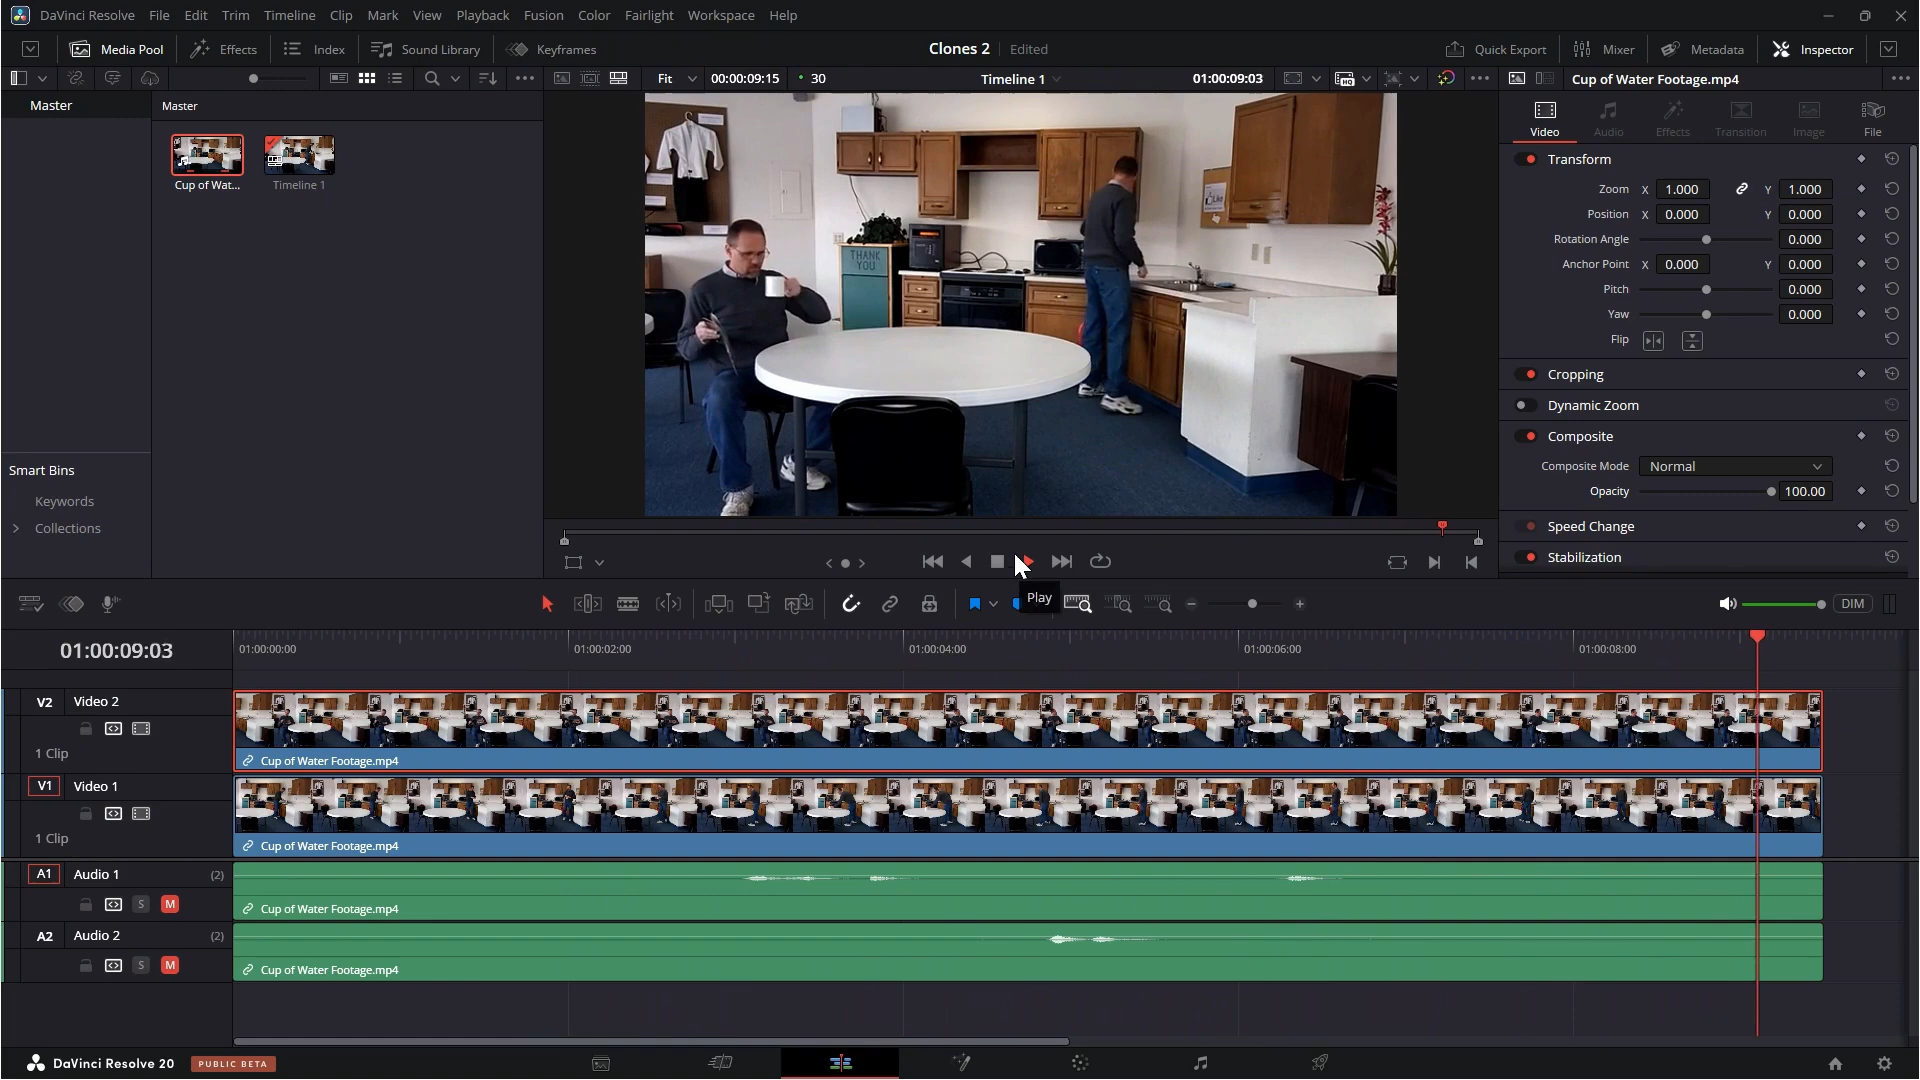 DaVinci Resolve File Edit Trim Timeline Clip Mark View Playback Fusion Color Fairlight Workspace Help
Media Pool Effects Index Sound Library Keyframes Clones 2 Edited Quick Export Mixer Metadata Inspector
Fit 00:00:09:15 30 Timeline 1 01:00:09:03 Cup of Water Footage.mp4
Master
Master
Cup of Wat...
Timeline 1
Smart Bins
Keywords
Collections
THANK YOU
Like
Video Audio Effects Transition Image File
Transform
Zoom X 1.000 Y 1.000
Position X 0.000 Y 0.000
Rotation Angle 0.000
Anchor Point X 0.000 Y 0.000
Pitch 0.000
Yaw 0.000
Flip
Cropping
Dynamic Zoom
Composite
Composite Mode Normal
Opacity 100.00
Speed Change
Stabilization
Play
DIM
01:00:09:03
01:00:00:00 01:00:02:00 01:00:04:00 01:00:06:00 01:00:08:00
V2 Video 2
1 Clip
Cup of Water Footage.mp4
V1 Video 1
1 Clip
Cup of Water Footage.mp4
A1 Audio 1 (2)
S M
Cup of Water Footage.mp4
A2 Audio 2 (2)
S M
Cup of Water Footage.mp4
DaVinci Resolve 20 PUBLIC BETA